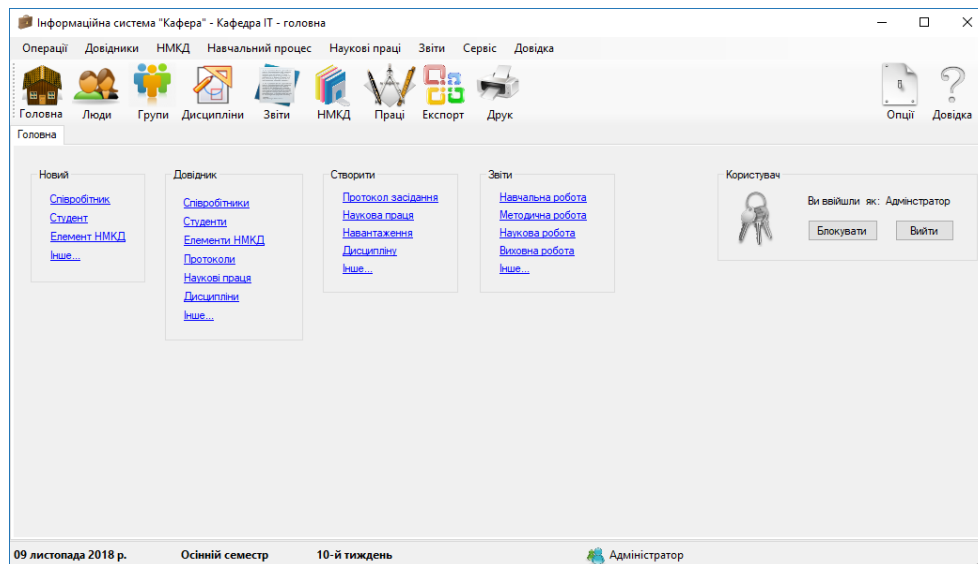 Інформаційна система "Кафера" - Кафедра ІТ - головна
Операції Довідники НМКД Навчальний процес Наукові праці Звіти Сервіс Довідка
Головна Люди Групи Дисципліни Звіти НМКД Праці Експорт Друк Опції Довідка
Головна
Новий
Співробітник
Студент
Елемент НМКД
Інше...
Довідник
Співробітники
Студенти
Елементи НМКД
Протоколи
Наукові праця
Дисципліни
Інше...
Створити
Протокол засідання
Наукова праця
Навантаження
Дисципліну
Інше...
Звіти
Навчальна робота
Методична робота
Наукова робота
Виховна робота
Інше...
Користувач
Ви ввійшли як: Адмінстратор
Блокувати Вийти
09 листопада 2018 р. Осінній семестр 10-й тиждень Адміністратор